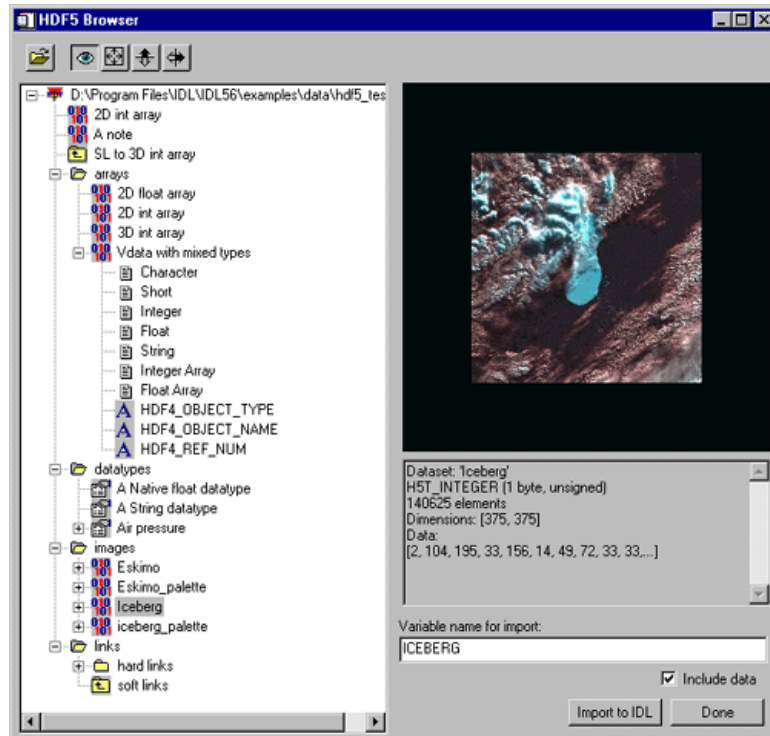 HDF5 Browser
D:\Program Files\IDL\IDL56\examples\data\hdf5_tes
2D int array
A note
SL to 3D int array
arrays
2D float array
2D int array
3D int array
Vdata with mixed types
Character
Short
Integer
Float
String
Integer Array
Float Array
HDF4_OBJECT_TYPE
HDF4_OBJECT_NAME
HDF4_REF_NUM
datatypes
A Native float datatype
A String datatype
Air pressure
images
Eskimo
Eskimo_palette
Iceberg
iceberg_palette
links
hard links
soft links
Dataset: 'Iceberg'
H5T_INTEGER (1 byte, unsigned)
140625 elements
Dimensions: [375, 375]
Data:
[2, 104, 195, 33, 156, 14, 49, 72, 33, 33,...]
Variable name for import:
ICEBERG
Include data
Import to IDL
Done